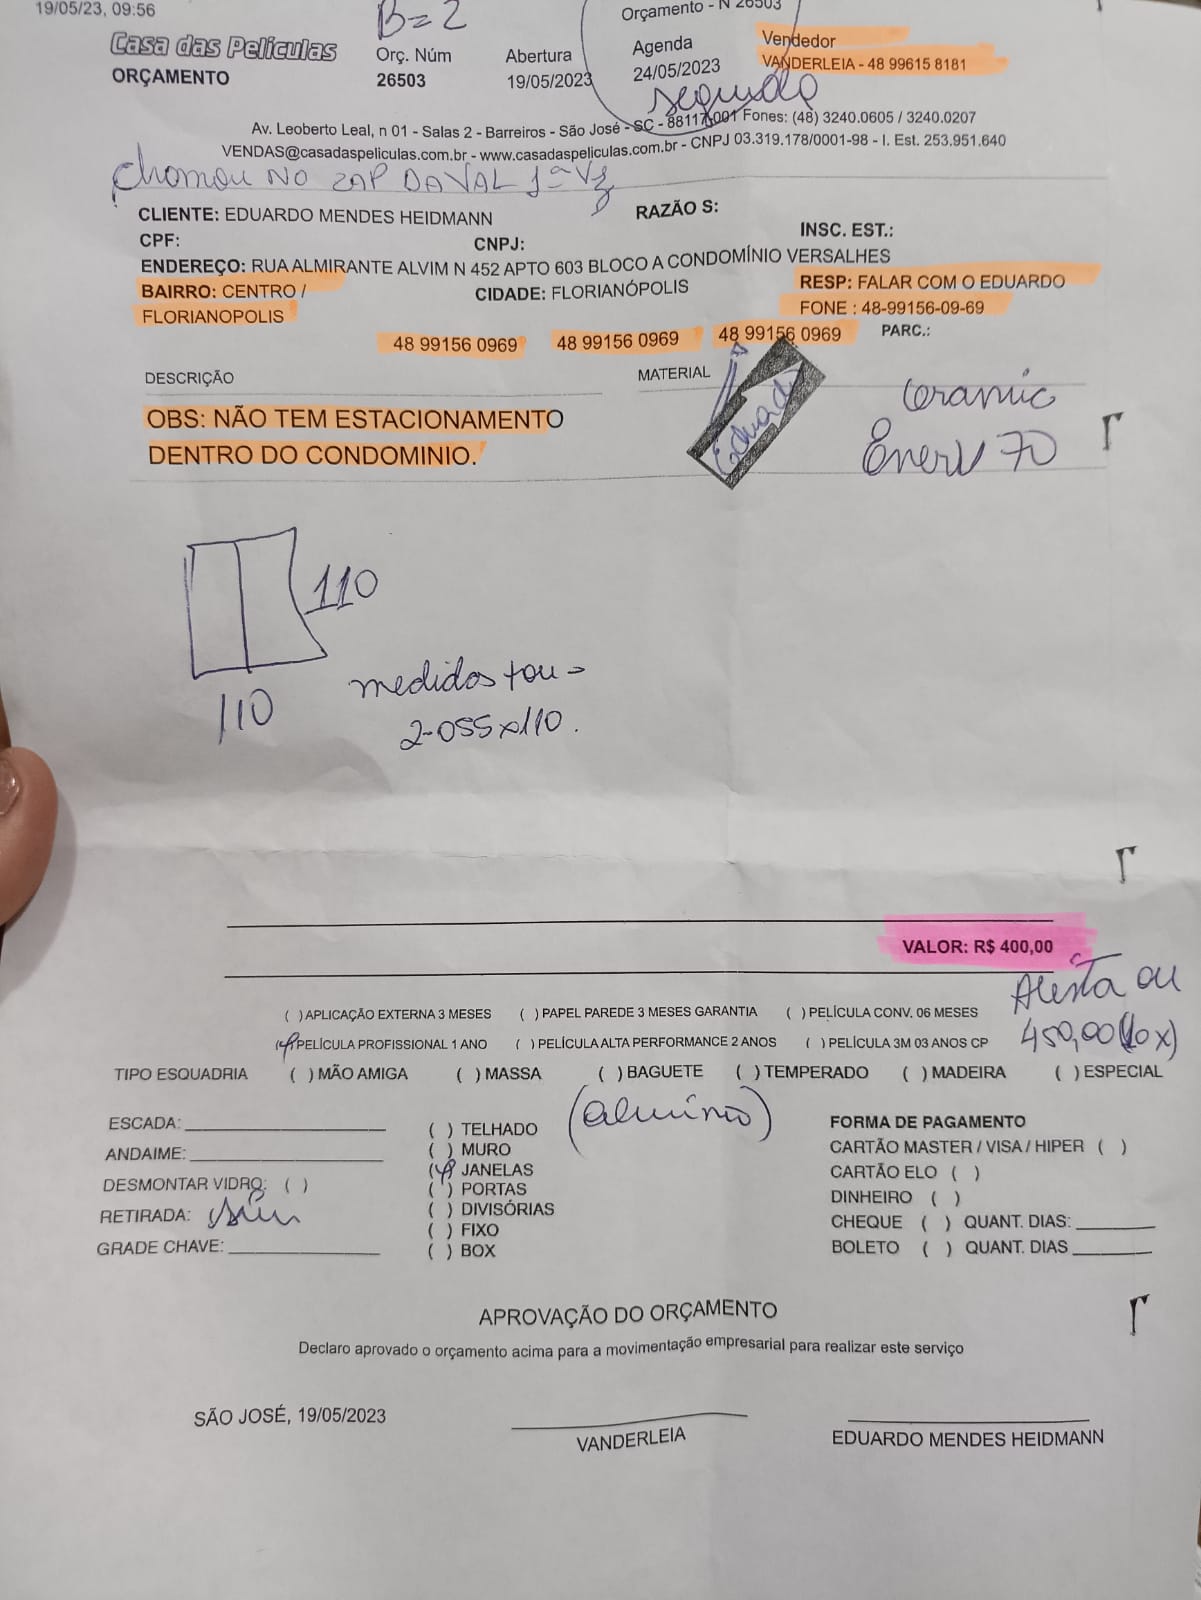 19/05/23, 09:56
B=2
Orçamento - N 26503
Casa das Películas
ORÇAMENTO
Orç. Núm
26503
Abertura
19/05/2023
Agenda
24/05/2023
segunda
Vendedor
VANDERLEIA - 48 99615 8181
Av. Leoberto Leal, n 01 - Salas 2 - Barreiros - São José - SC - 88117-001 Fones: (48) 3240.0605 / 3240.0207
VENDAS@casadaspeliculas.com.br - www.casadaspeliculas.com.br - CNPJ 03.319.178/0001-98 - I. Est. 253.951.640
chamou NO ZAP DA VAL 1ª Vz
CLIENTE: EDUARDO MENDES HEIDMANN RAZÃO S:
CPF: CNPJ: INSC. EST.:
ENDEREÇO: RUA ALMIRANTE ALVIM N 452 APTO 603 BLOCO A CONDOMÍNIO VERSALHES
BAIRRO: CENTRO /
FLORIANOPOLIS
CIDADE: FLORIANÓPOLIS
RESP: FALAR COM O EDUARDO
FONE : 48-99156-09-69
48 99156 0969 48 99156 0969 48 99156 0969 PARC.:
DESCRIÇÃO MATERIAL
OBS: NÃO TEM ESTACIONAMENTO
DENTRO DO CONDOMINIO.
Ceramic
Enerv 70
110
110
medidas
2-055x110.
VALOR: R$ 400,00
Avista ou
450,00 (10x)
( ) APLICAÇÃO EXTERNA 3 MESES ( ) PAPEL PAREDE 3 MESES GARANTIA ( ) PELÍCULA CONV. 06 MESES
( ) PELÍCULA PROFISSIONAL 1 ANO ( ) PELÍCULA ALTA PERFORMANCE 2 ANOS ( ) PELÍCULA 3M 03 ANOS CP
TIPO ESQUADRIA ( ) MÃO AMIGA ( ) MASSA ( ) BAGUETE ( ) TEMPERADO ( ) MADEIRA ( ) ESPECIAL
(alumínio)
ESCADA:
ANDAIME:
DESMONTAR VIDRO: ( )
RETIRADA: sim
GRADE CHAVE:
( ) TELHADO
( ) MURO
( ) JANELAS
( ) PORTAS
( ) DIVISÓRIAS
( ) FIXO
( ) BOX
FORMA DE PAGAMENTO
CARTÃO MASTER / VISA / HIPER ( )
CARTÃO ELO ( )
DINHEIRO ( )
CHEQUE ( ) QUANT. DIAS:
BOLETO ( ) QUANT. DIAS
APROVAÇÃO DO ORÇAMENTO
Declaro aprovado o orçamento acima para a movimentação empresarial para realizar este serviço
SÃO JOSÉ, 19/05/2023
VANDERLEIA
EDUARDO MENDES HEIDMANN